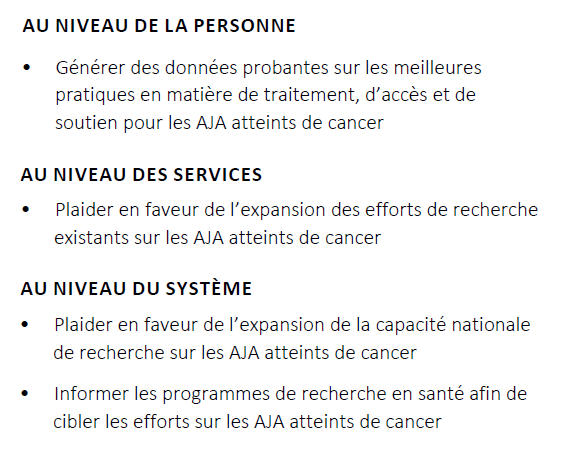 AU NIVEAU DE LA PERSONNE
• Générer des données probantes sur les meilleures
pratiques en matière de traitement, d’accès et de
soutien pour les AJA atteints de cancer
AU NIVEAU DES SERVICES
• Plaider en faveur de l’expansion des efforts de recherche
existants sur les AJA atteints de cancer
AU NIVEAU DU SYSTÈME
• Plaider en faveur de l’expansion de la capacité nationale
de recherche sur les AJA atteints de cancer
• Informer les programmes de recherche en santé afin de
cibler les efforts sur les AJA atteints de cancer